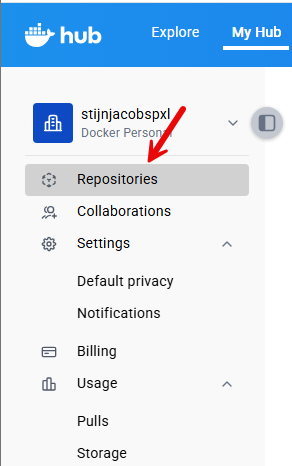 hub
Explore
My Hub
stijnjacobspxl
Docker Personal
Repositories
Collaborations
Settings
Default privacy
Notifications
Billing
Usage
Pulls
Storage